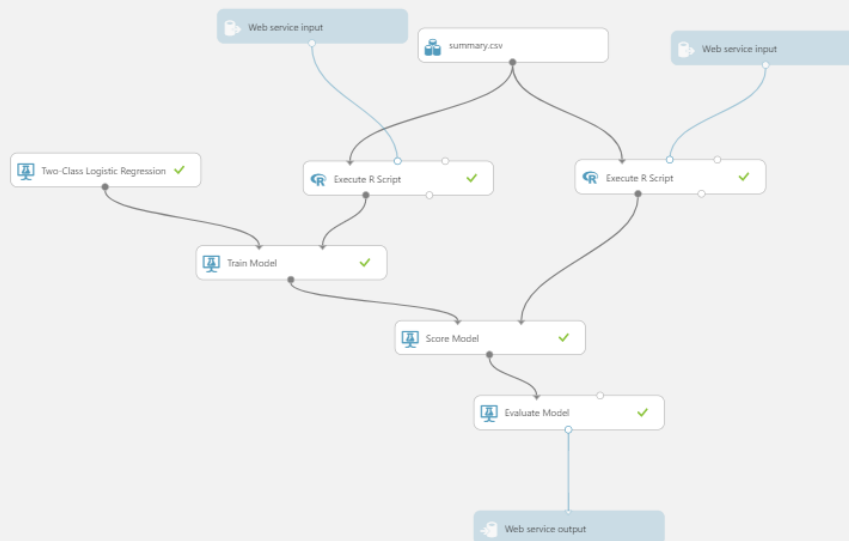 Web service input
summary.csv
Web service input
Two-Class Logistic Regression
R Execute R Script
R Execute R Script
Train Model
Score Model
Evaluate Model
Web service output